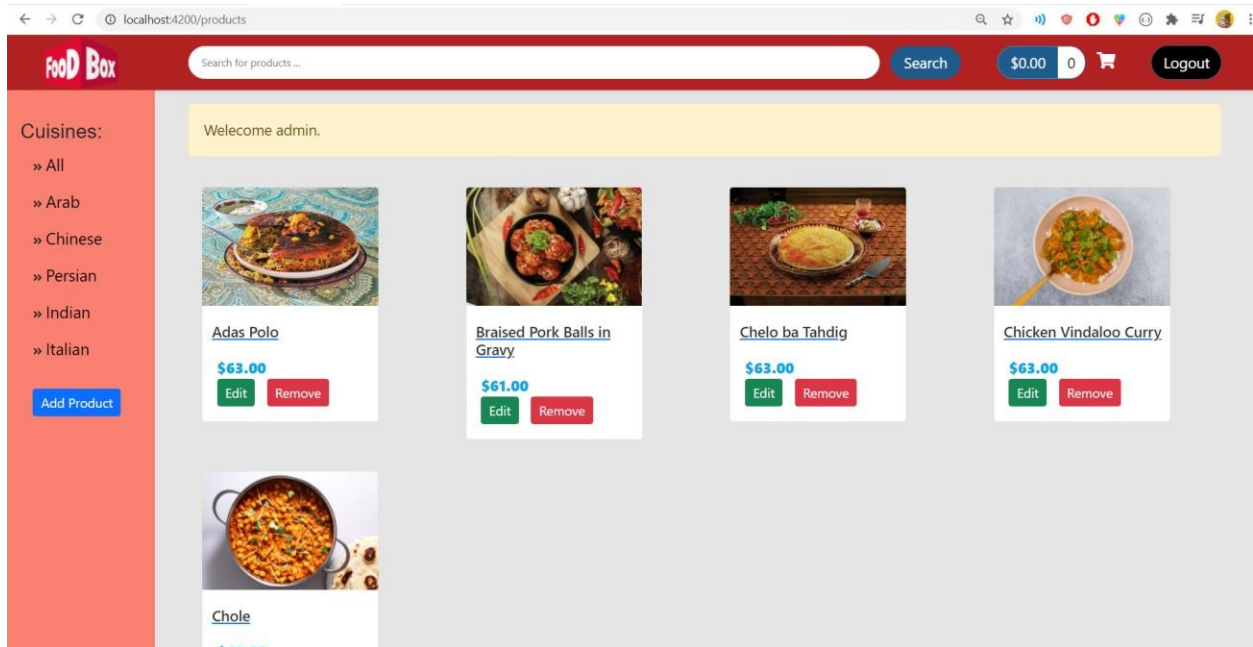 localhost:4200/products
FooD Box
Search for products ...
Search
$0.00 0
Logout
Cuisines:
» All
» Arab
» Chinese
» Persian
» Indian
» Italian
Add Product
Welecome admin.
Adas Polo
$63.00
Edit Remove
Braised Pork Balls in
Gravy
$61.00
Edit Remove
Chelo ba Tahdig
$63.00
Edit Remove
Chicken Vindaloo Curry
$63.00
Edit Remove
Chole